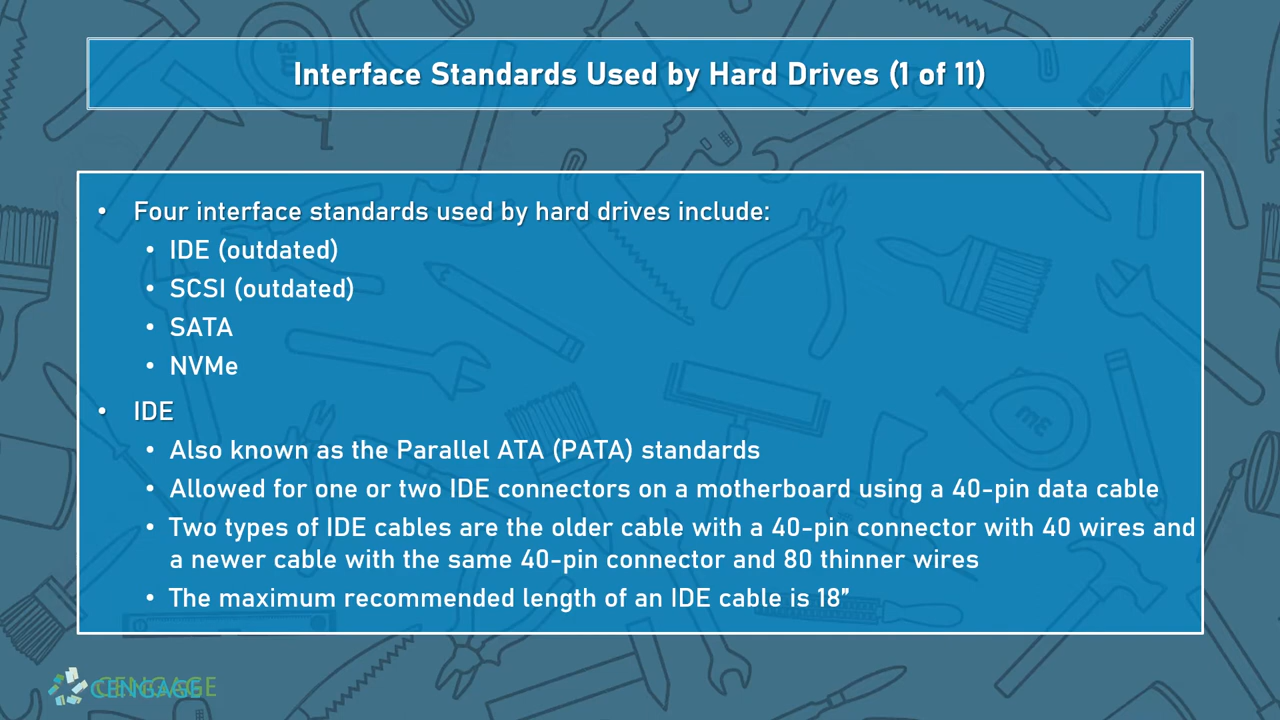 Interface Standards Used by Hard Drives (1 of 11)
• Four interface standards used by hard drives include:
• IDE (outdated)
• SCSI (outdated)
• SATA
• NVMe
• IDE
• Also known as the Parallel ATA (PATA) standards
• Allowed for one or two IDE connectors on a motherboard using a 40-pin data cable
• Two types of IDE cables are the older cable with a 40-pin connector with 40 wires and
a newer cable with the same 40-pin connector and 80 thinner wires
• The maximum recommended length of an IDE cable is 18”
CENGAGE